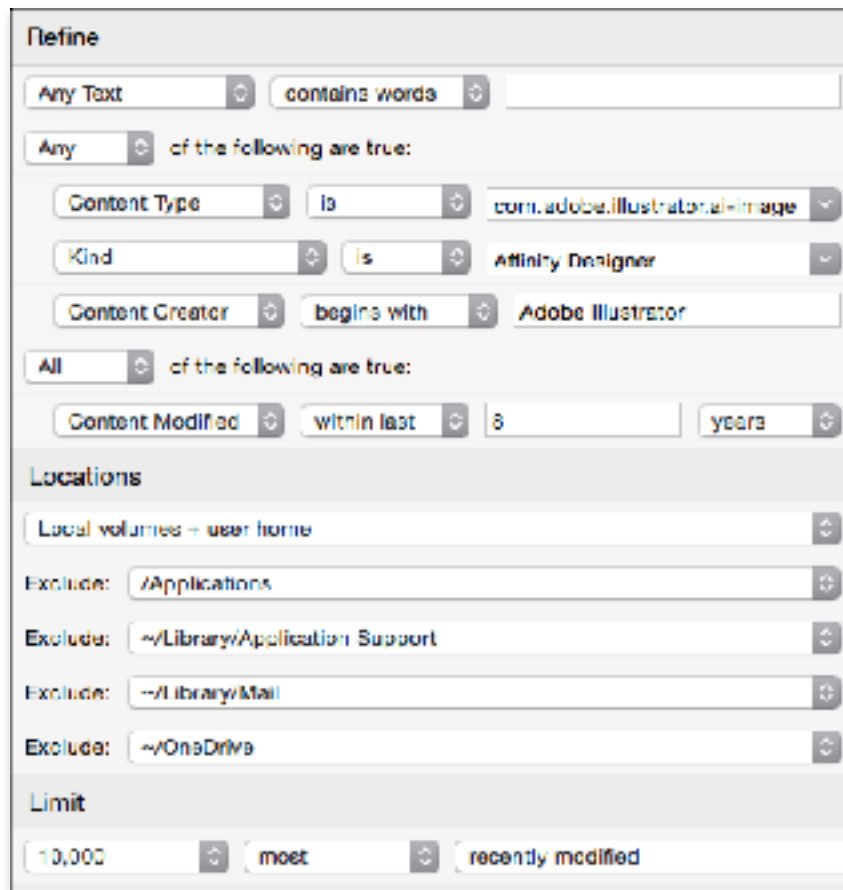 Refine
Any Text contains words
Any of the following are true:
Content Type is com.adobe.illustrator.ai-image
Kind is Affinity Designer
Content Creator begins with Adobe Illustrator
All of the following are true:
Content Modified within last 8 years
Locations
Local volumes + user home
Exclude: /Applications
Exclude: ~/Library/Application Support
Exclude: ~/Library/Mail
Exclude: ~/OneDrive
Limit
10,000 most recently modified